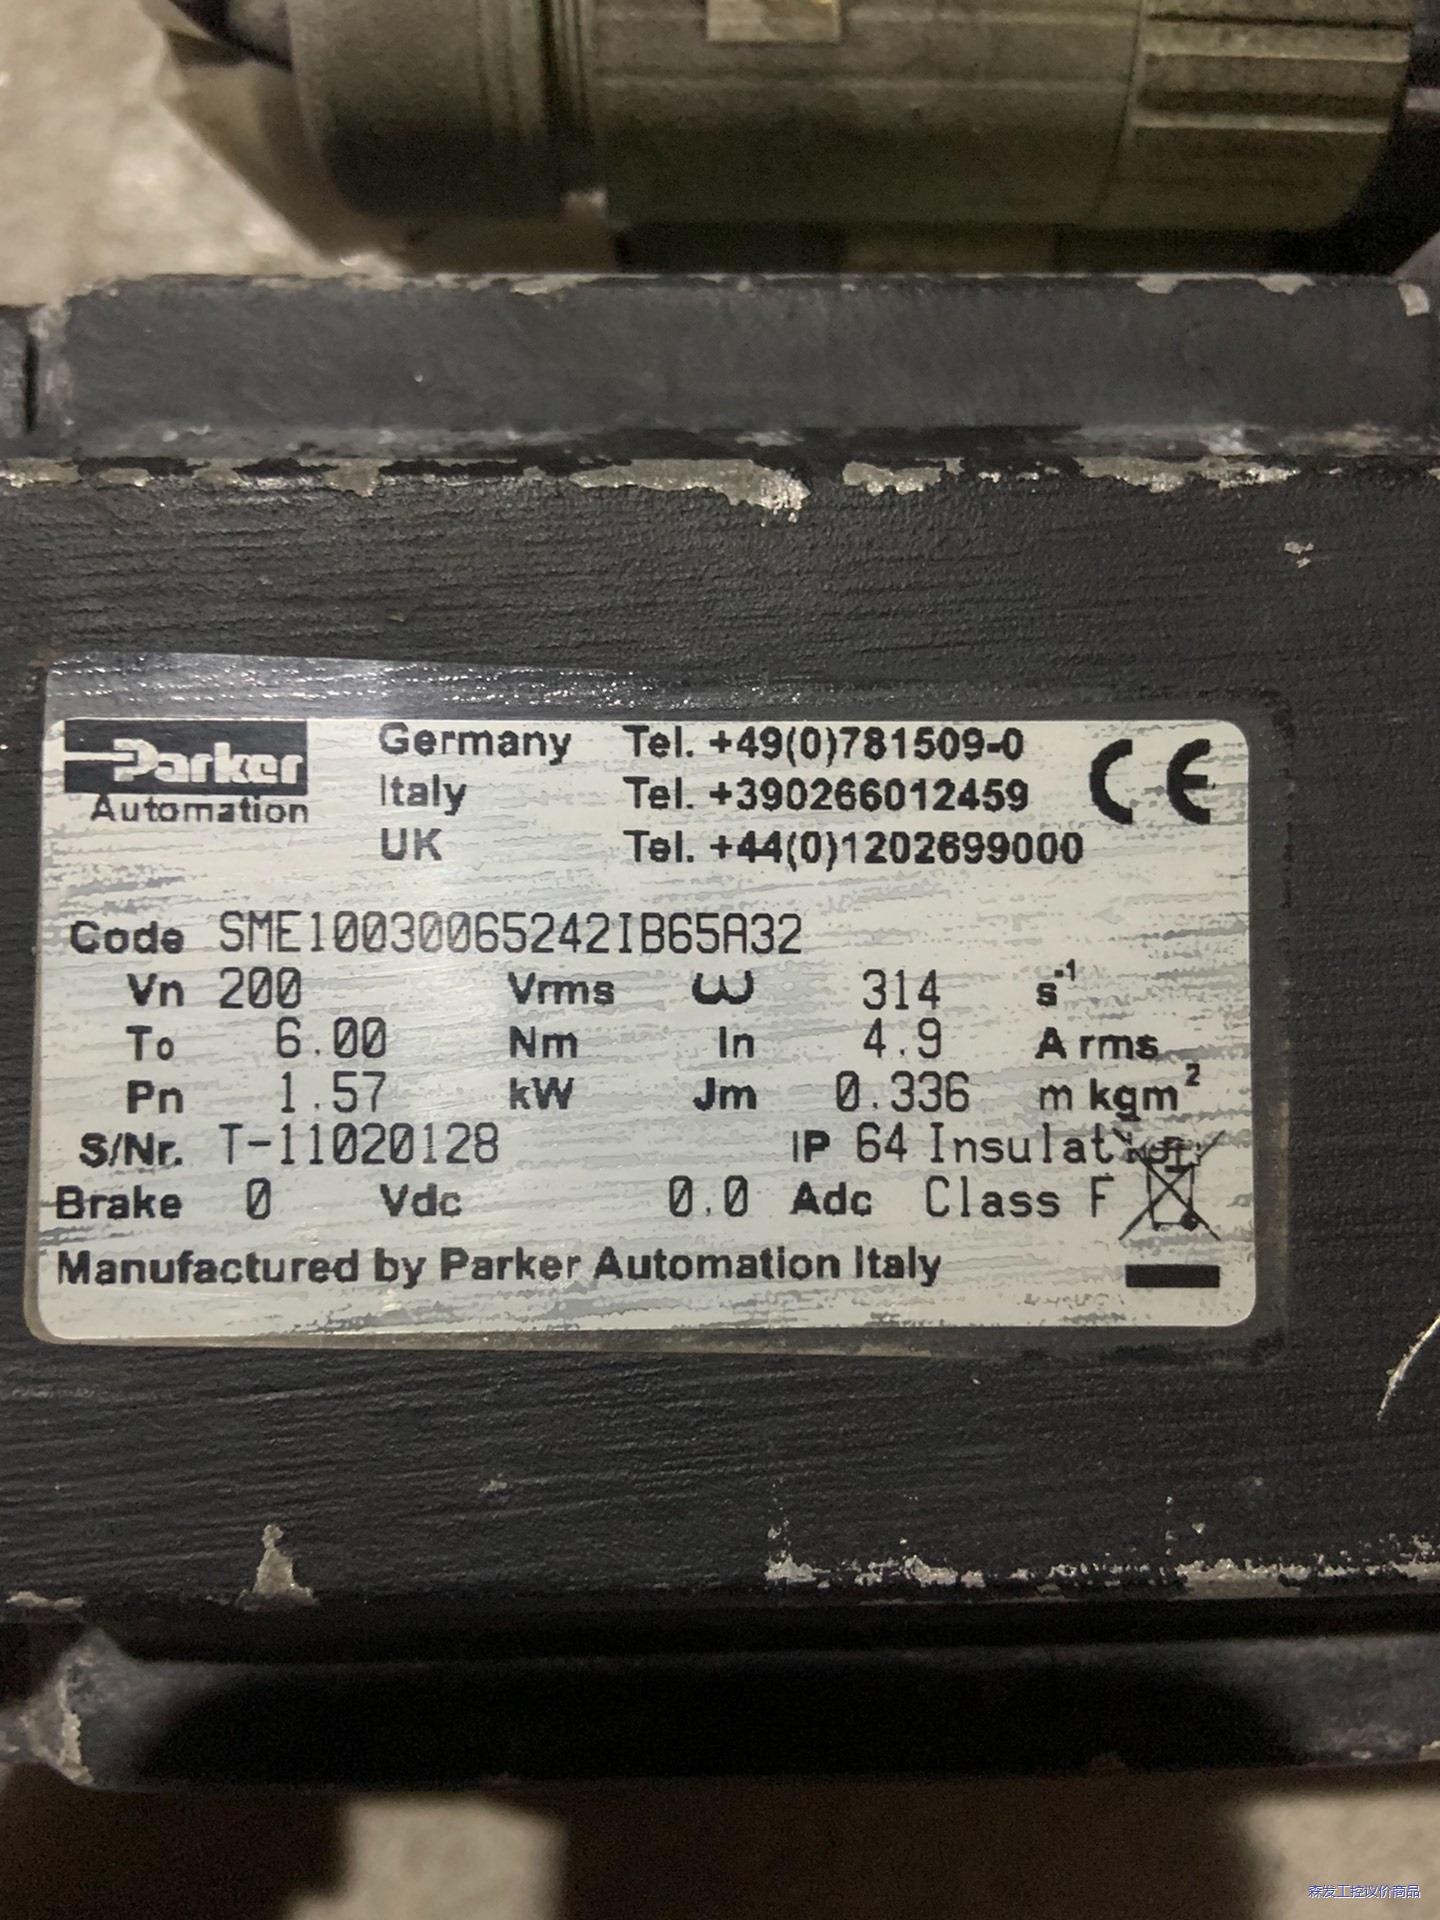 Parker
Automation
Germany Tel. +49(0)781509-0
Italy Tel. +390266012459
UK Tel. +44(0)1202699000
CE
Code SME10030065242IB65A32
Vn 200 Vrms ω 314 s⁻¹
To 6.00 Nm In 4.9 A rms
Pn 1.57 kW Jm 0.336 m kgm²
S/Nr. T-11020128 IP 64 Insulation
Brake 0 Vdc 0.0 Adc Class F
Manufactured by Parker Automation Italy
森发工控议价商品